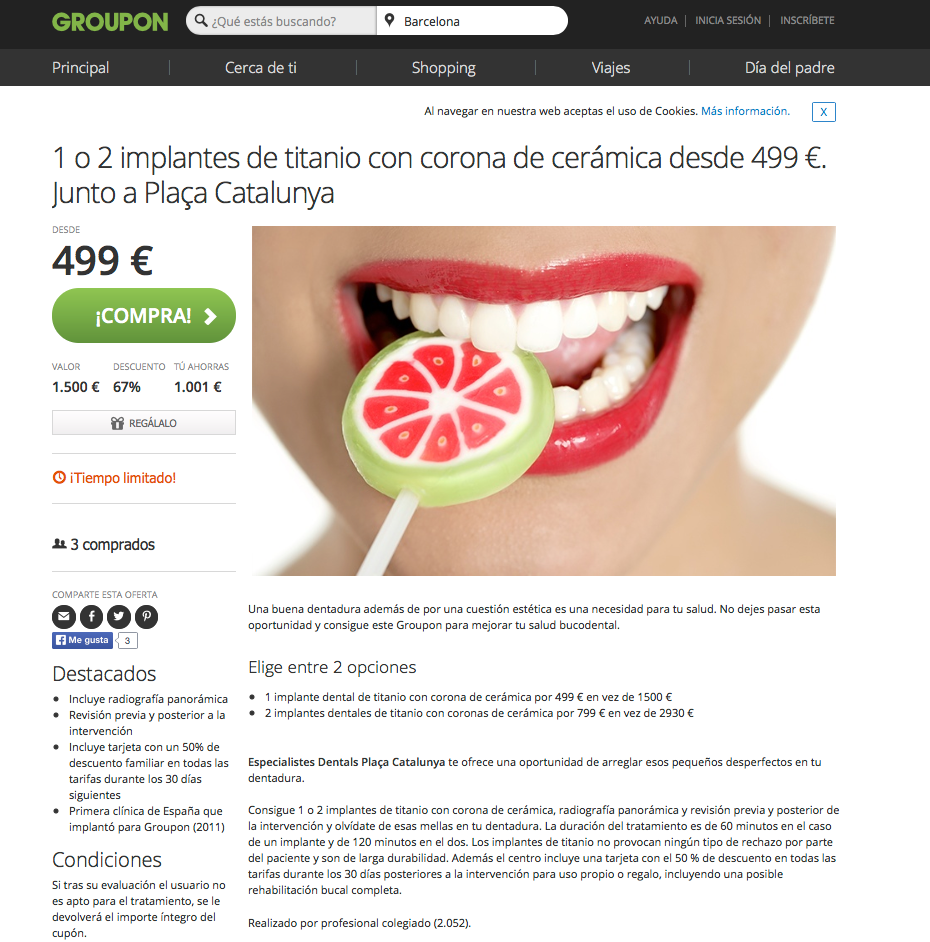 GROUPON
¿Qué estás buscando?
Barcelona
AYUDA
INICIA SESIÓN
INSCRÍBETE
Principal
Cerca de ti
Shopping
Viajes
Día del padre
Al navegar en nuestra web aceptas el uso de Cookies. Más información.
X
1 o 2 implantes de titanio con corona de cerámica desde 499 €.
Junto a Plaça Catalunya
DESDE
499 €
¡COMPRA!
VALOR DESCUENTO TÚ AHORRAS
1.500 € 67% 1.001 €
REGÁLALO
¡Tiempo limitado!
3 comprados
COMPARTE ESTA OFERTA
Me gusta 3
Destacados
Incluye radiografía panorámica
Revisión previa y posterior a la
intervención
Incluye tarjeta con un 50% de
descuento familiar en todas las
tarifas durante los 30 días
siguientes
Primera clínica de España que
implantó para Groupon (2011)
Condiciones
Si tras su evaluación el usuario no
es apto para el tratamiento, se le
devolverá el importe íntegro del
cupón.
Una buena dentadura además de por una cuestión estética es una necesidad para tu salud. No dejes pasar esta
oportunidad y consigue este Groupon para mejorar tu salud bucodental.
Elige entre 2 opciones
1 implante dental de titanio con corona de cerámica por 499 € en vez de 1500 €
2 implantes dentales de titanio con coronas de cerámica por 799 € en vez de 2930 €
Especialistes Dentals Plaça Catalunya te ofrece una oportunidad de arreglar esos pequeños desperfectos en tu
dentadura.
Consigue 1 o 2 implantes de titanio con corona de cerámica, radiografía panorámica y revisión previa y posterior de
la intervención y olvídate de esas mellas en tu dentadura. La duración del tratamiento es de 60 minutos en el caso
de un implante y de 120 minutos en el dos. Los implantes de titanio no provocan ningún tipo de rechazo por parte
del paciente y son de larga durabilidad. Además el centro incluye una tarjeta con el 50 % de descuento en todas las
tarifas durante los 30 días posteriores a la intervención para uso propio o regalo, incluyendo una posible
rehabilitación bucal completa.
Realizado por profesional colegiado (2.052).